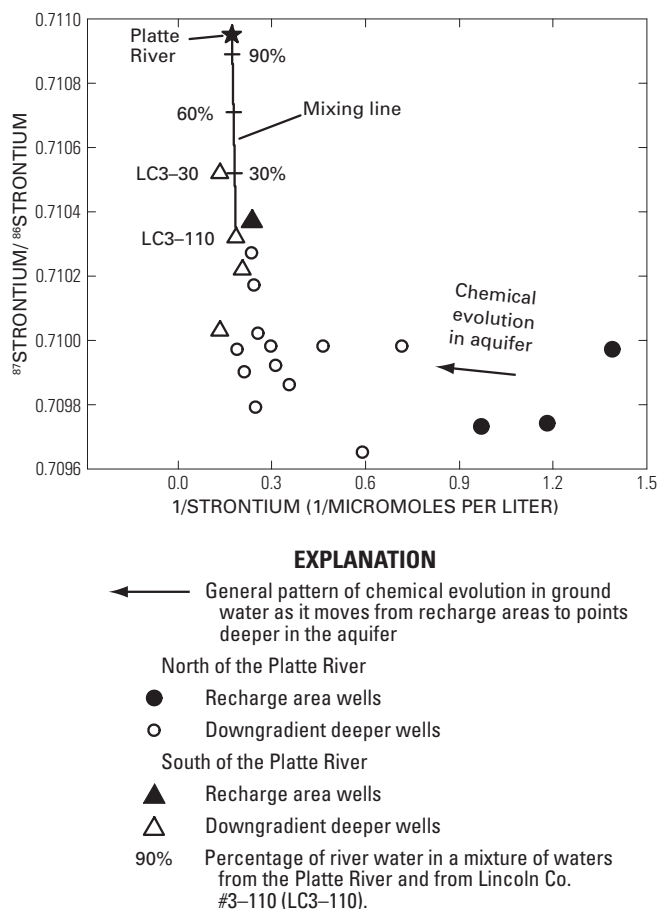 0.7110
0.7108
0.7106
0.7104
0.7102
0.7100
0.7098
0.7096
⁸⁷STRONTIUM/ ⁸⁶STRONTIUM
Platte
River
90%
60%
Mixing line
LC3–30
30%
LC3–110
Chemical
evolution
in aquifer
0.0 0.3 0.6 0.9 1.2 1.5
1/STRONTIUM (1/MICROMOLES PER LITER)
EXPLANATION
General pattern of chemical evolution in ground
water as it moves from recharge areas to points
deeper in the aquifer
North of the Platte River
Recharge area wells
Downgradient deeper wells
South of the Platte River
Recharge area wells
Downgradient deeper wells
90% Percentage of river water in a mixture of waters
from the Platte River and from Lincoln Co.
#3–110 (LC3–110).